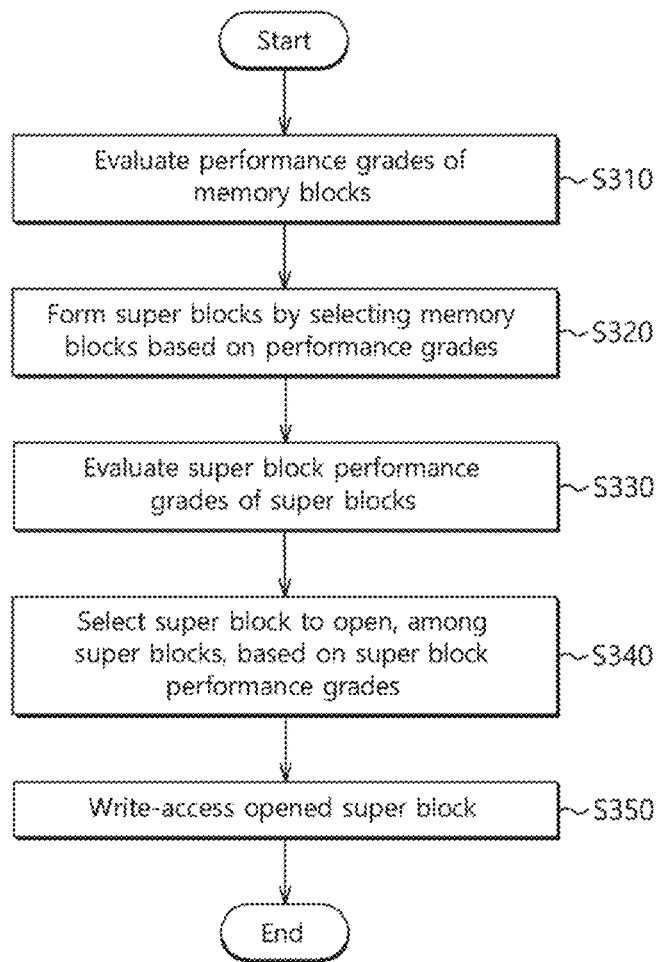 Start
Evaluate performance grades of
memory blocks
S310
Form super blocks by selecting memory
blocks based on performance grades
S320
Evaluate super block performance
grades of super blocks
S330
Select super block to open, among
super blocks, based on super block
performance grades
S340
Write-access opened super block
S350
End